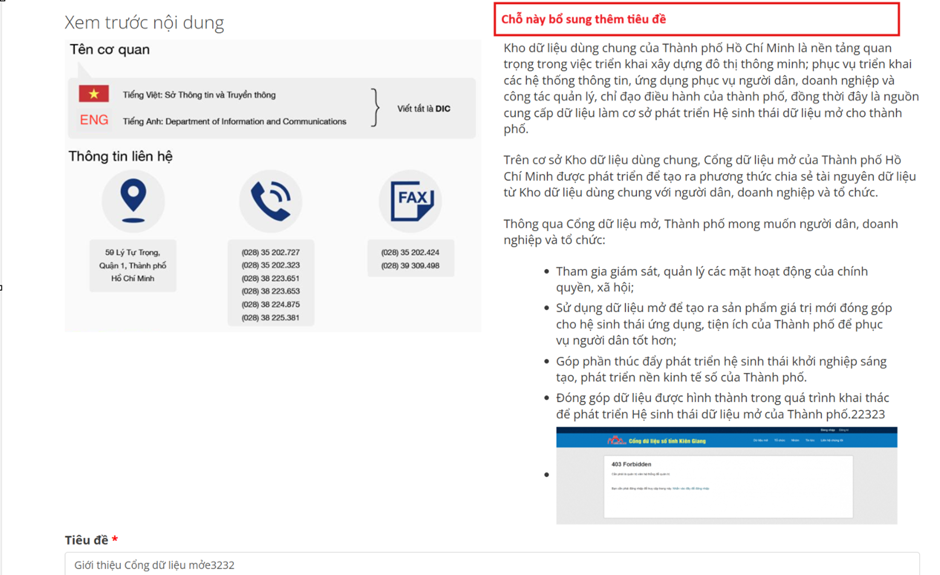 Xem trước nội dung
Tên cơ quan
Tiếng Việt: Sở Thông tin và Truyền thông
ENG
Tiếng Anh: Department of Information and Communications
Viết tắt là DIC
Thông tin liên hệ
FAX
59 Lý Tự Trọng,
Quận 1, Thành phố
Hồ Chí Minh
(028) 35 202.727
(028) 35 202.323
(028) 38 223.651
(028) 38 223.653
(028) 38 224.875
(028) 38 225.381
(028) 35 202.424
(028) 39 309.498
Chỗ này bổ sung thêm tiêu đề
Kho dữ liệu dùng chung của Thành phố Hồ Chí Minh là nền tảng quan
trọng trong việc triển khai xây dựng đô thị thông minh; phục vụ triển khai
các hệ thống thông tin, ứng dụng phục vụ người dân, doanh nghiệp và
công tác quản lý, chỉ đạo điều hành của thành phố, đồng thời đây là nguồn
cung cấp dữ liệu làm cơ sở phát triển Hệ sinh thái dữ liệu mở cho thành
phố.
Trên cơ sở Kho dữ liệu dùng chung, Cổng dữ liệu mở của Thành phố Hồ
Chí Minh được phát triển để tạo ra phương thức chia sẻ tài nguyên dữ liệu
từ Kho dữ liệu dùng chung với người dân, doanh nghiệp và tổ chức.
Thông qua Cổng dữ liệu mở, Thành phố mong muốn người dân, doanh
nghiệp và tổ chức:
Tham gia giám sát, quản lý các mặt hoạt động của chính
quyền, xã hội;
Sử dụng dữ liệu mở để tạo ra sản phẩm giá trị mới đóng góp
cho hệ sinh thái ứng dụng, tiện ích của Thành phố để phục
vụ người dân tốt hơn;
Góp phần thúc đẩy phát triển hệ sinh thái khởi nghiệp sáng
tạo, phát triển nền kinh tế số của Thành phố.
Đóng góp dữ liệu được hình thành trong quá trình khai thác
để phát triển Hệ sinh thái dữ liệu mở của Thành phố.22323
Cổng dữ liệu số tỉnh Kiên Giang
403 Forbidden
Tiêu đề *
Giới thiệu Cổng dữ liệu mởe3232